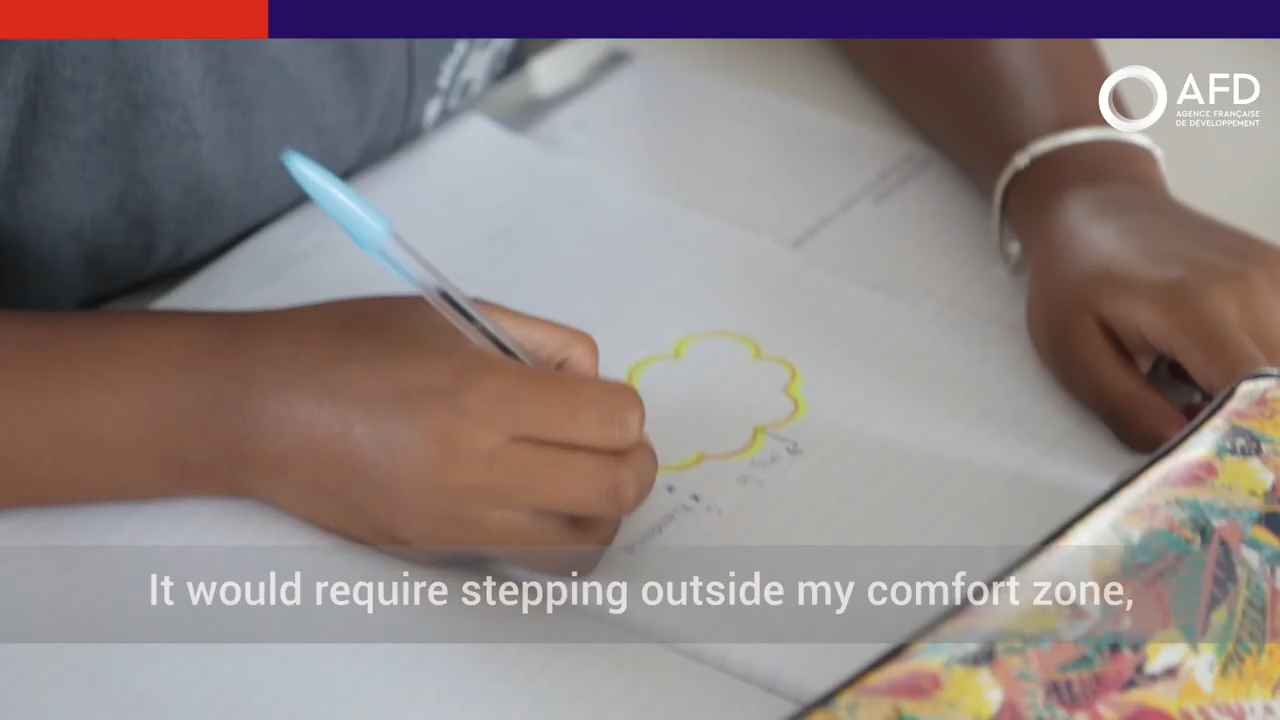 AFD
AGENCE FRANÇAISE
DE DÉVELOPPEMENT
It would require stepping outside my comfort zone,